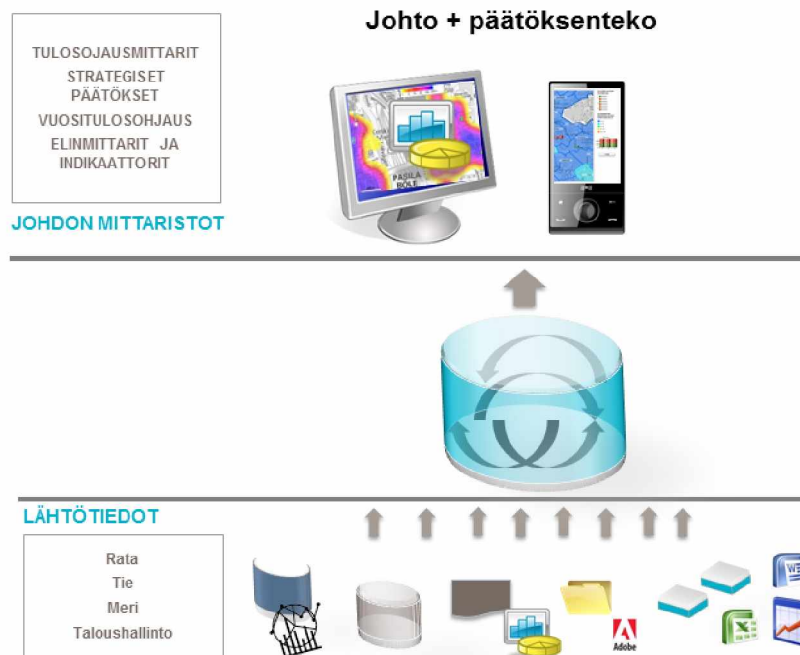 Johto + päätöksenteko
TULOSOJAUSMITTARIT
STRATEGISET
PÄÄTÖKSET
VUOSITULOSOHJAUS
ELINMITTARIT JA
INDIKAATTORIT
JOHDON MITTARISTOT
PASILA
BÖLE
LÄHTÖTIEDOT
Rata
Tie
Meri
Taloushallinto
Adobe